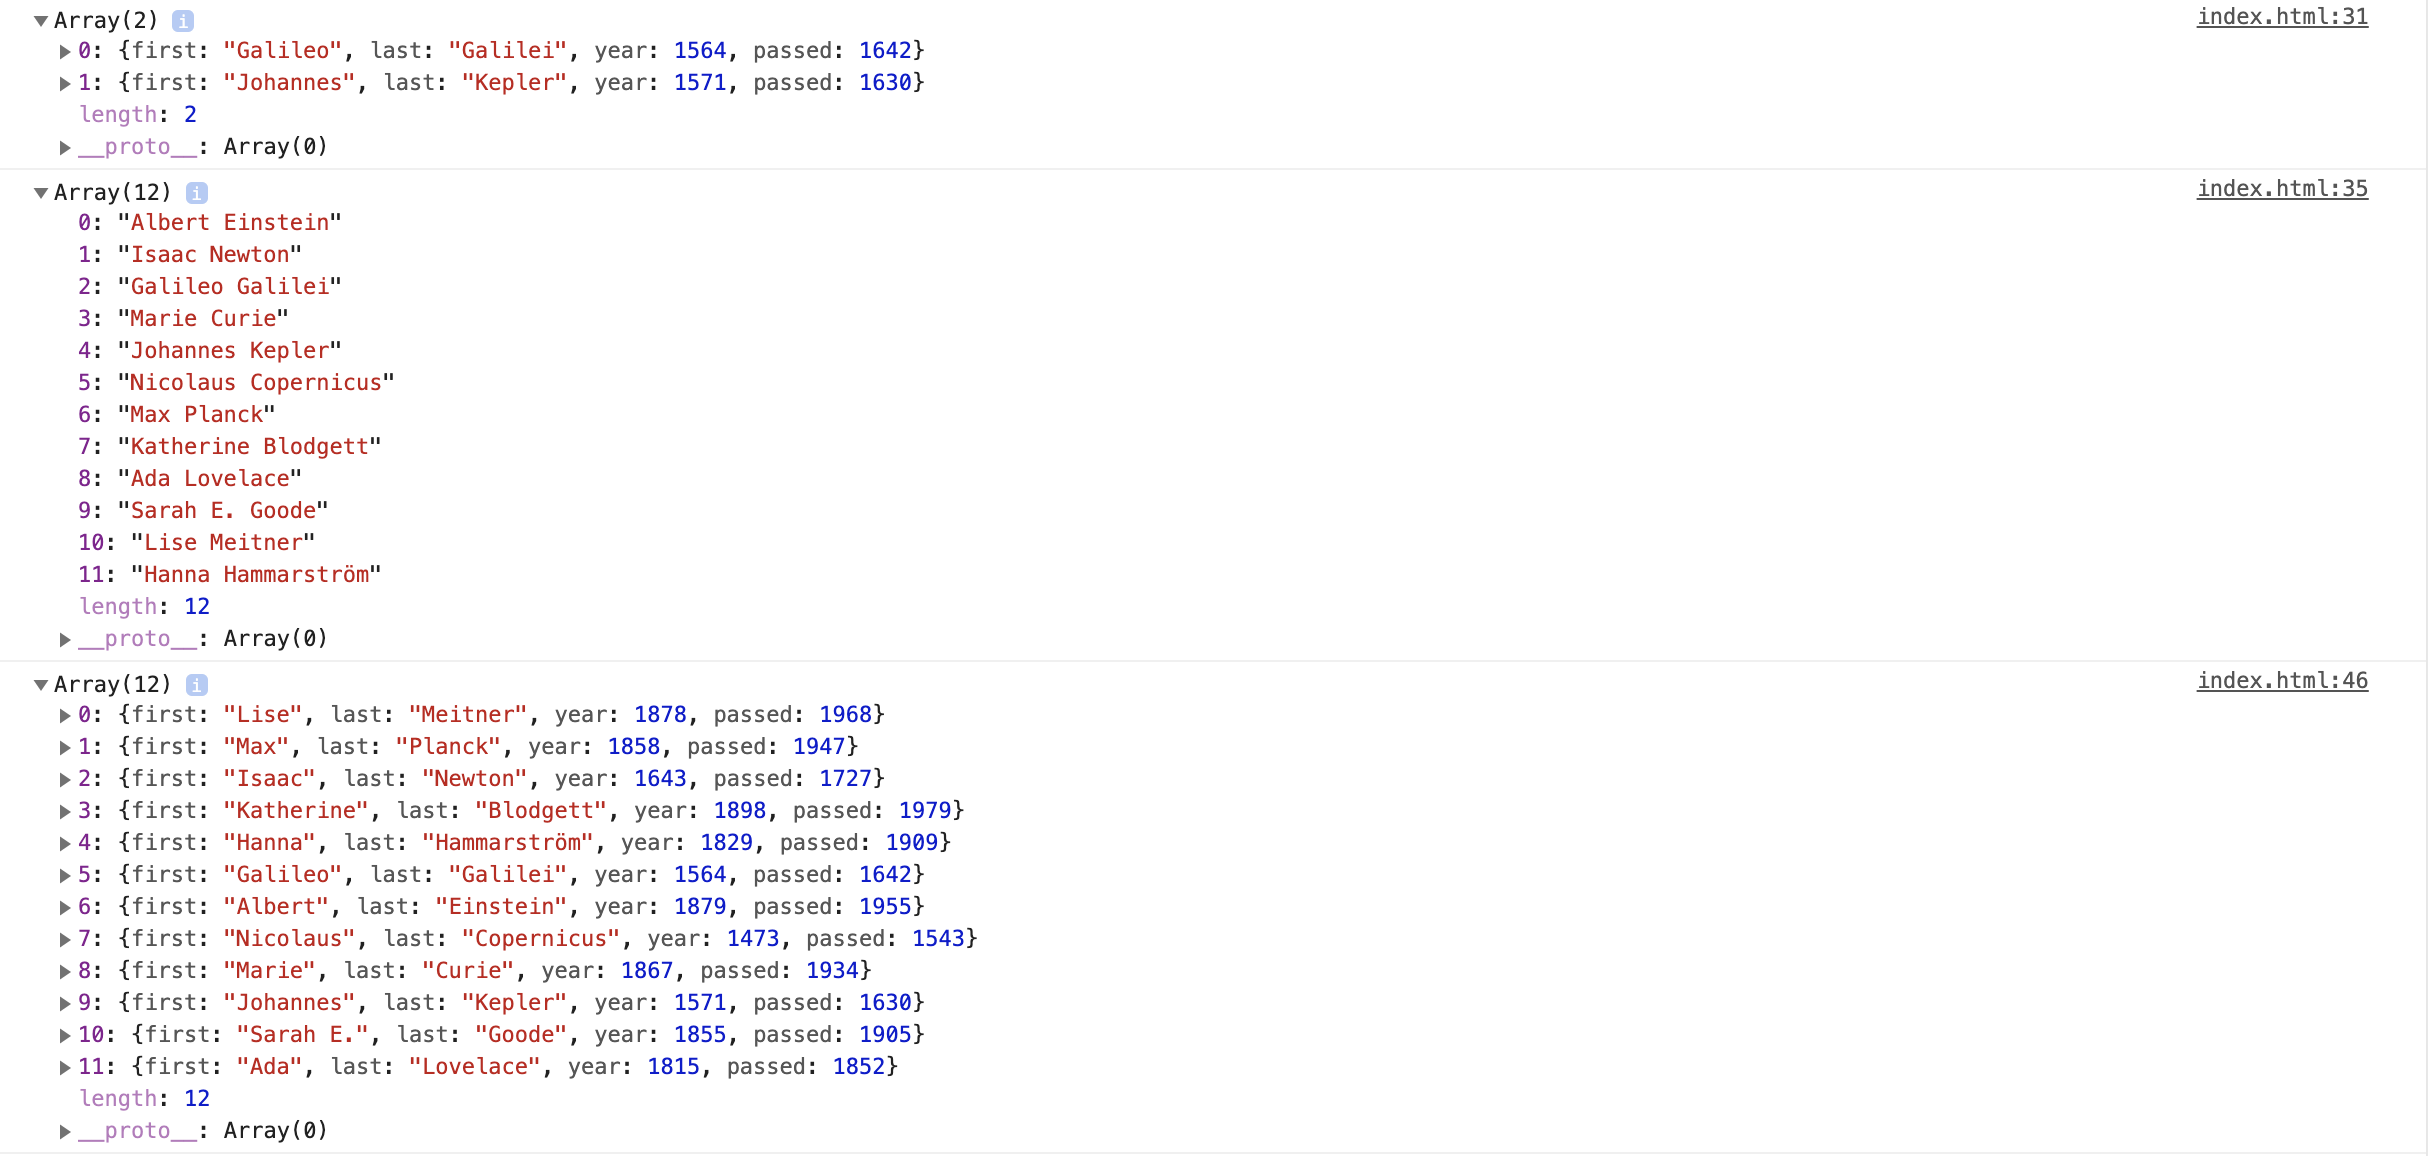 Array(2) i index.html:31
0: {first: "Galileo", last: "Galilei", year: 1564, passed: 1642}
1: {first: "Johannes", last: "Kepler", year: 1571, passed: 1630}
length: 2
__proto__: Array(0)
Array(12) i index.html:35
0: "Albert Einstein"
1: "Isaac Newton"
2: "Galileo Galilei"
3: "Marie Curie"
4: "Johannes Kepler"
5: "Nicolaus Copernicus"
6: "Max Planck"
7: "Katherine Blodgett"
8: "Ada Lovelace"
9: "Sarah E. Goode"
10: "Lise Meitner"
11: "Hanna Hammarström"
length: 12
__proto__: Array(0)
Array(12) i index.html:46
0: {first: "Lise", last: "Meitner", year: 1878, passed: 1968}
1: {first: "Max", last: "Planck", year: 1858, passed: 1947}
2: {first: "Isaac", last: "Newton", year: 1643, passed: 1727}
3: {first: "Katherine", last: "Blodgett", year: 1898, passed: 1979}
4: {first: "Hanna", last: "Hammarström", year: 1829, passed: 1909}
5: {first: "Galileo", last: "Galilei", year: 1564, passed: 1642}
6: {first: "Albert", last: "Einstein", year: 1879, passed: 1955}
7: {first: "Nicolaus", last: "Copernicus", year: 1473, passed: 1543}
8: {first: "Marie", last: "Curie", year: 1867, passed: 1934}
9: {first: "Johannes", last: "Kepler", year: 1571, passed: 1630}
10: {first: "Sarah E.", last: "Goode", year: 1855, passed: 1905}
11: {first: "Ada", last: "Lovelace", year: 1815, passed: 1852}
length: 12
__proto__: Array(0)